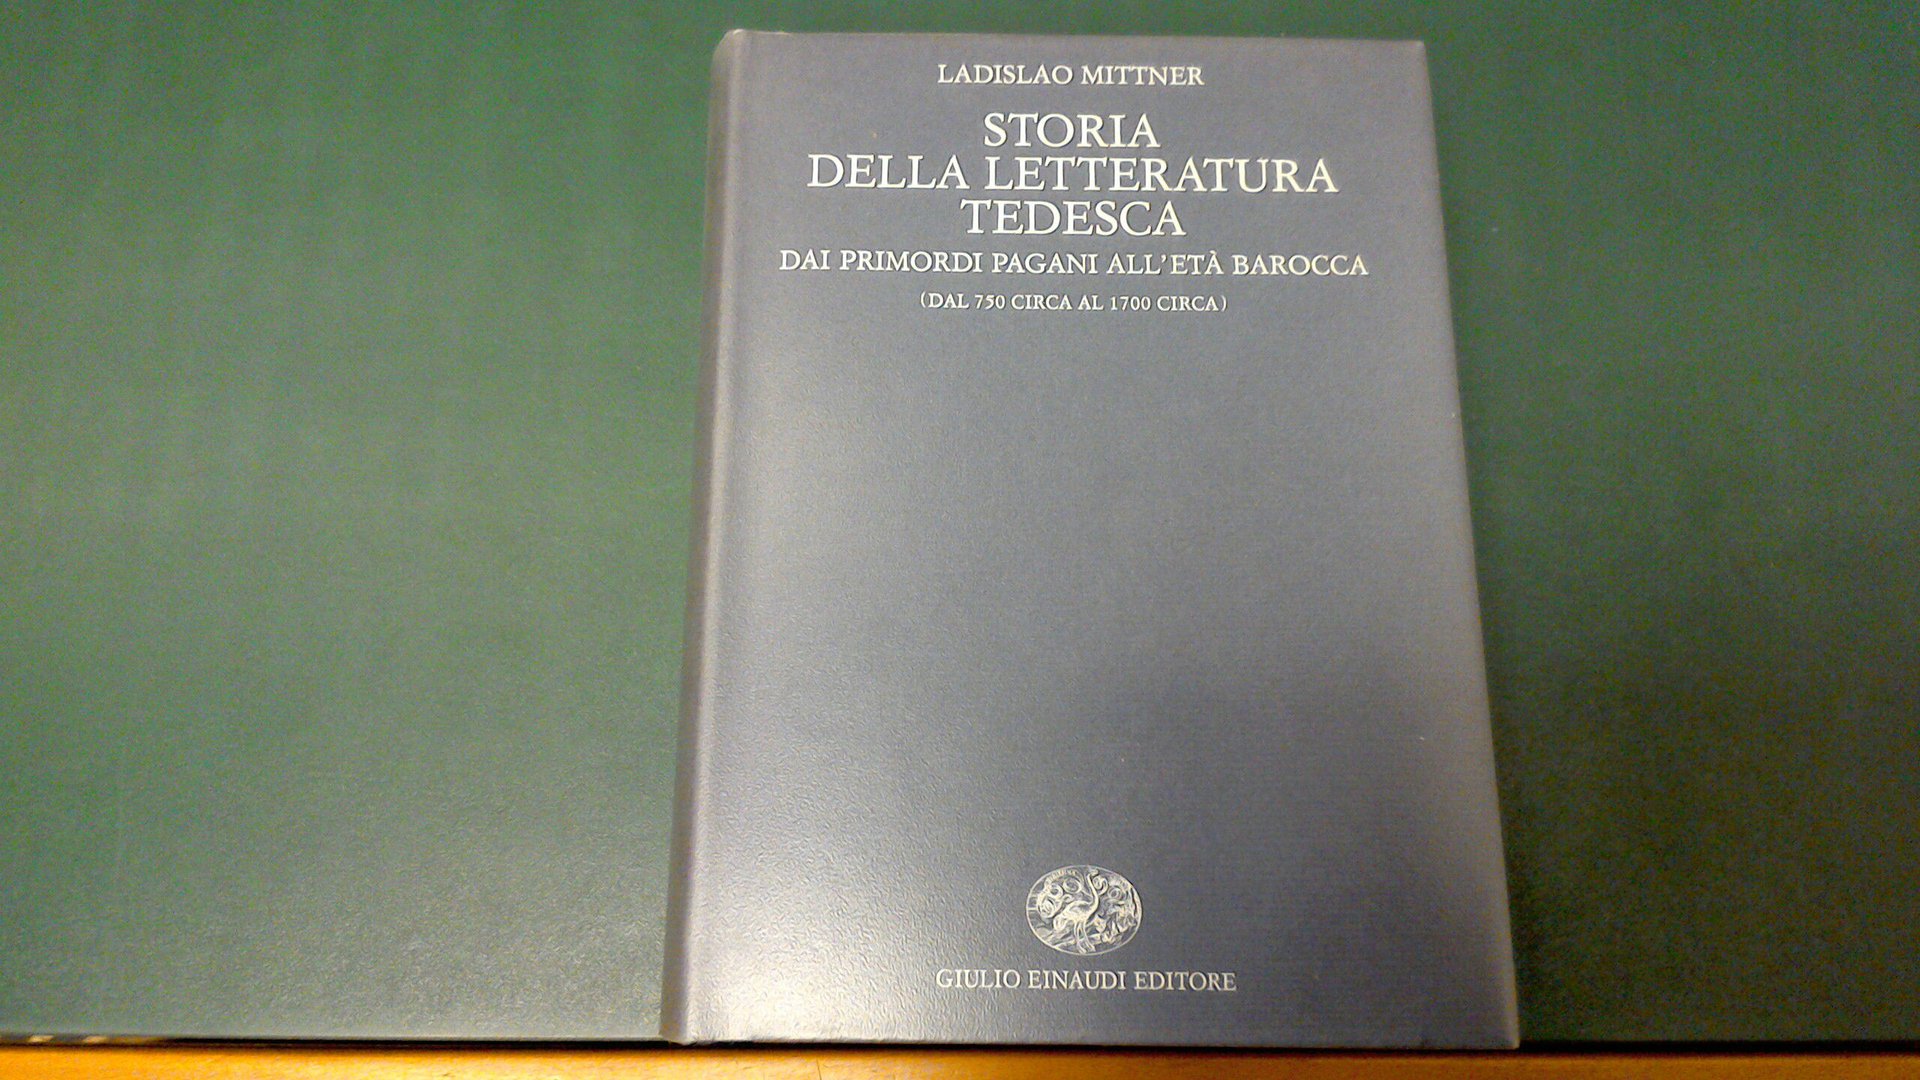 LADISLAO MITTNER
STORIA
DELLA LETTERATURA
TEDESCA
DAI PRIMORDI PAGANI ALL'ETÀ BAROCCA
(DAL 750 CIRCA AL 1700 CIRCA)
GIULIO EINAUDI EDITORE